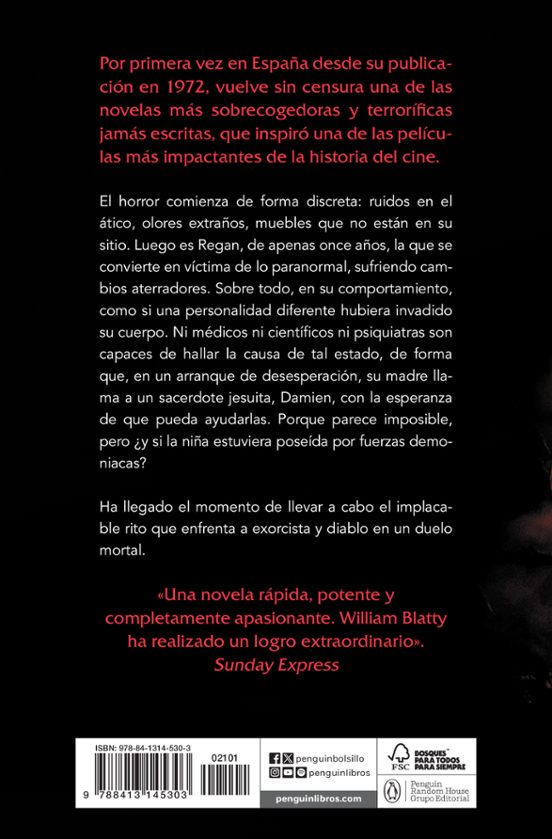 Por primera vez en España desde su publica-
ción en 1972, vuelve sin censura una de las
novelas más sobrecogedoras y terroríficas
jamás escritas, que inspiró una de las pelícu-
las más impactantes de la historia del cine.
El horror comienza de forma discreta: ruidos en el
ático, olores extraños, muebles que no están en su
sitio. Luego es Regan, de apenas once años, la que se
convierte en víctima de lo paranormal, sufriendo cam-
bios aterradores. Sobre todo, en su comportamiento,
como si una personalidad diferente hubiera invadido
su cuerpo. Ni médicos ni científicos ni psiquiatras son
capaces de hallar la causa de tal estado, de forma
que, en un arranque de desesperación, su madre lla-
ma a un sacerdote jesuita, Damien, con la esperanza
de que pueda ayudarlas. Porque parece imposible,
pero ¿y si la niña estuviera poseída por fuerzas demo-
niacas?
Ha llegado el momento de llevar a cabo el implaca-
ble rito que enfrenta a exorcista y diablo en un duelo
mortal.
«Una novela rápida, potente y
completamente apasionante. William Blatty
ha realizado un logro extraordinario».
Sunday Express
ISBN: 978-84-1314-530-3
02101
9 788413 145303
penguinbolsillo
penguinlibros
penguinlibros.com
FSC
BOSQUES™
PARA TODOS
PARA SIEMPRE
Penguin
Random House
Grupo Editorial